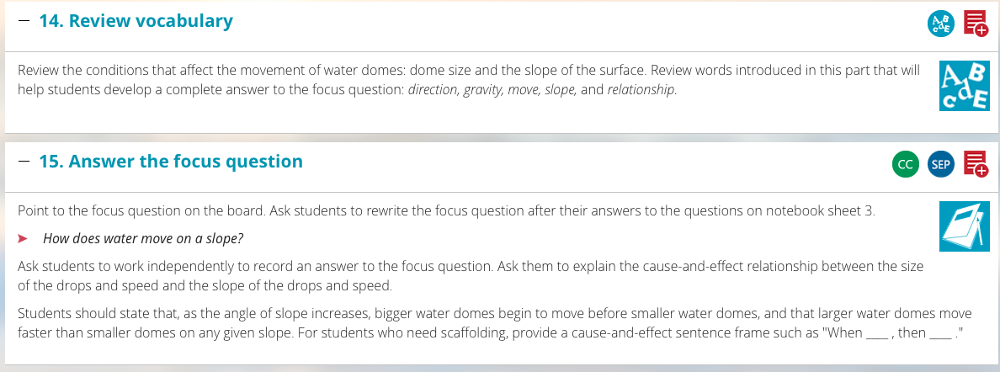 — 14. Review vocabulary
A B c d E
Review the conditions that affect the movement of water domes: dome size and the slope of the surface. Review words introduced in this part that will
help students develop a complete answer to the focus question: direction, gravity, move, slope, and relationship.
A B c d E
— 15. Answer the focus question
CC SEP
Point to the focus question on the board. Ask students to rewrite the focus question after their answers to the questions on notebook sheet 3.
➤ How does water move on a slope?
Ask students to work independently to record an answer to the focus question. Ask them to explain the cause-and-effect relationship between the size
of the drops and speed and the slope of the drops and speed.
Students should state that, as the angle of slope increases, bigger water domes begin to move before smaller water domes, and that larger water domes move
faster than smaller domes on any given slope. For students who need scaffolding, provide a cause-and-effect sentence frame such as "When ____ , then ____ ."